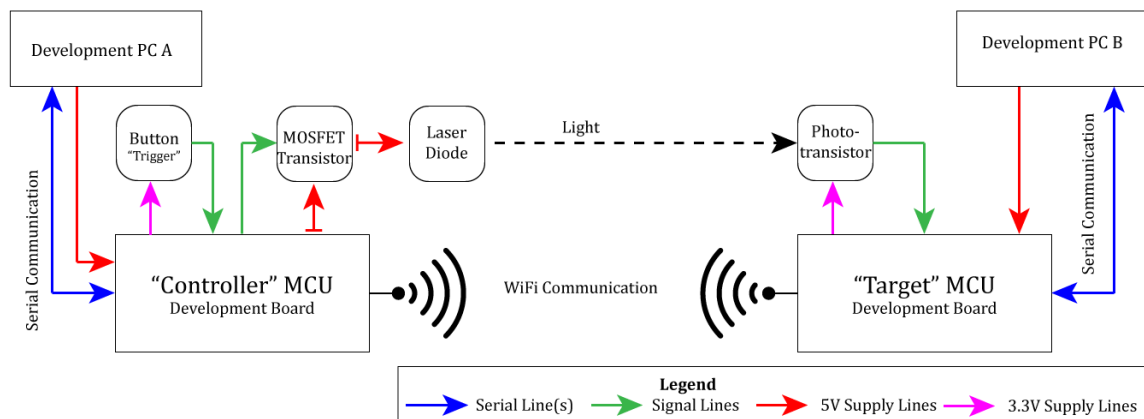 Development PC A
Development PC B
Button
“Trigger”
MOSFET
Transistor
Laser
Diode
Light
Photo-
transistor
Serial Communication
Serial Communication
“Controller” MCU
Development Board
WiFi Communication
“Target” MCU
Development Board
Legend
Serial Line(s)
Signal Lines
5V Supply Lines
3.3V Supply Lines